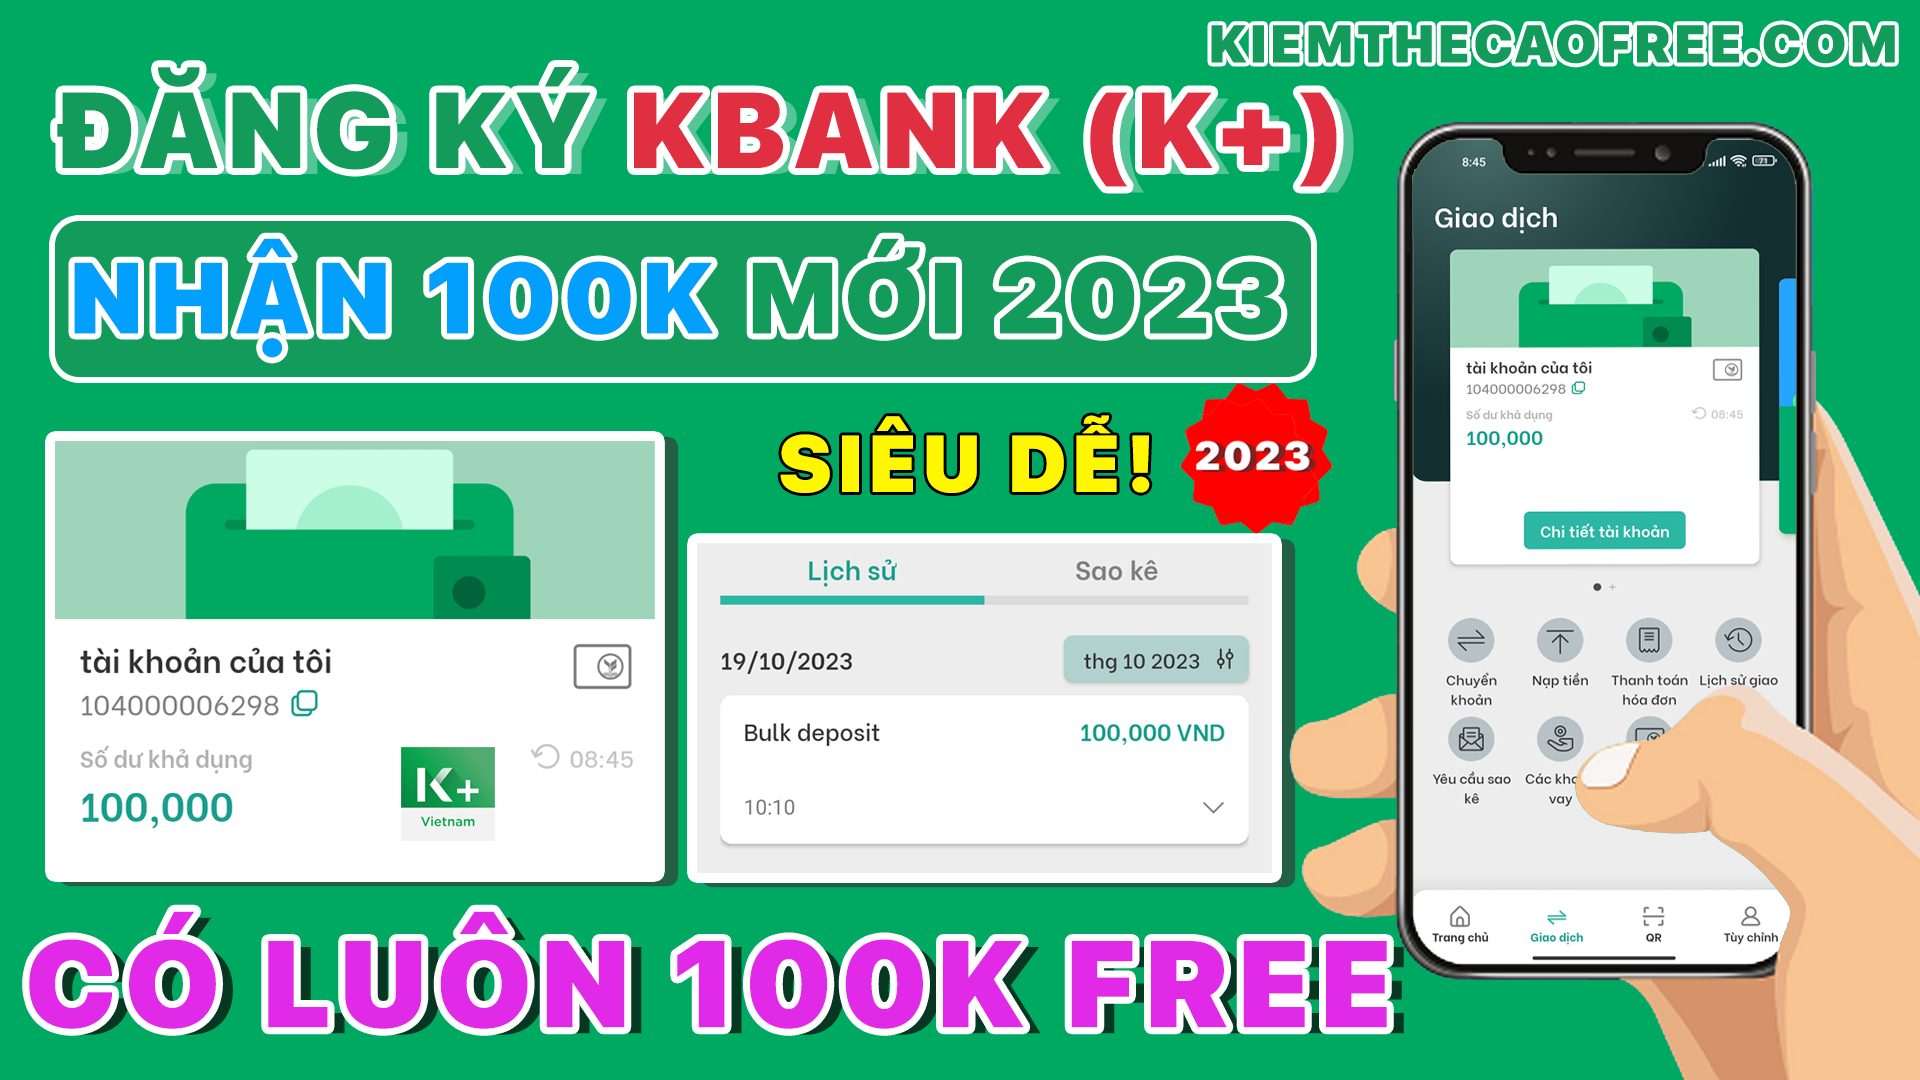 KIEMTHECAOFREE.COM
ĐĂNG KÝ KBANK (K+)
NHẬN 100K MỚI 2023
SIÊU DỄ!
2023
tài khoản của tôi
104000006298
Số dư khả dụng
08:45
100,000
K+
Vietnam
Lịch sử
Sao kê
19/10/2023
thg 10 2023
Bulk deposit
100,000 VND
10:10
CÓ LUÔN 100K FREE
8:45
71
Giao dịch
tài khoản của tôi
104000006298
Số dư khả dụng
08:45
100,000
Chi tiết tài khoản
Chuyển khoản
Nạp tiền
Thanh toán hóa đơn
Lịch sử giao
Yêu cầu sao kê
Các kho
vay
Trang chủ
Giao dịch
QR
Tùy chỉnh